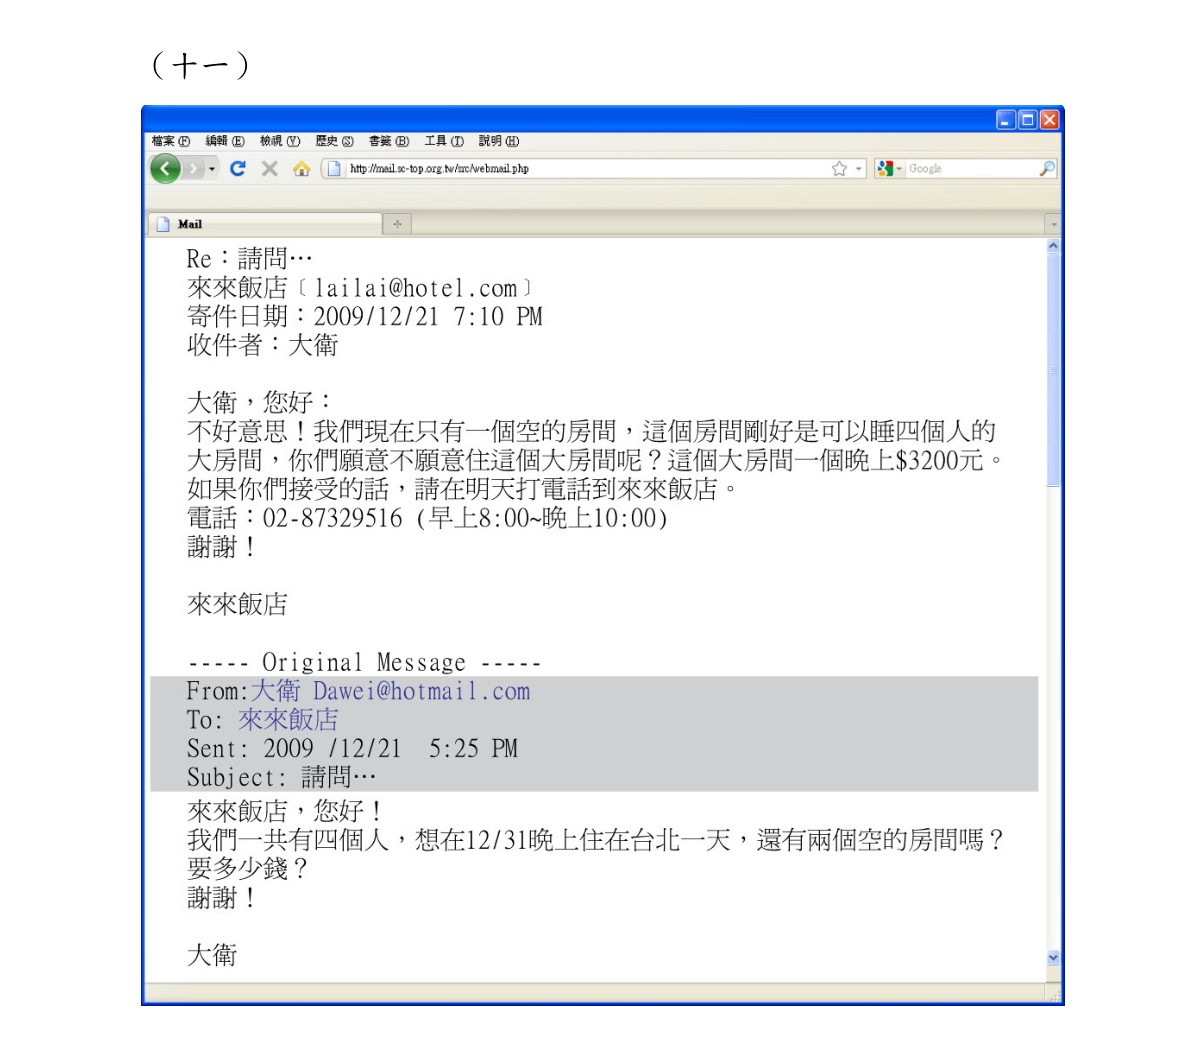 （十一）
檔案(F) 編輯(E) 檢視(V) 歷史(S) 書籤(B) 工具(T) 說明(H)
http://mail.sc-top.org.tw/src/webmail.php Google
Mail
Re：請問…
來來飯店﹝lailai@hotel.com﹞
寄件日期：2009/12/21 7:10 PM
收件者：大衛
大衛，您好：
不好意思！我們現在只有一個空的房間，這個房間剛好是可以睡四個人的
大房間，你們願意不願意住這個大房間呢？這個大房間一個晚上$3200元。
如果你們接受的話，請在明天打電話到來來飯店。
電話：02-87329516 (早上8:00~晚上10:00)
謝謝！
來來飯店
----- Original Message -----
From:大衛 Dawei@hotmail.com
To: 來來飯店
Sent: 2009 /12/21 5:25 PM
Subject: 請問…
來來飯店，您好！
我們一共有四個人，想在12/31晚上住在台北一天，還有兩個空的房間嗎？
要多少錢？
謝謝！
大衛